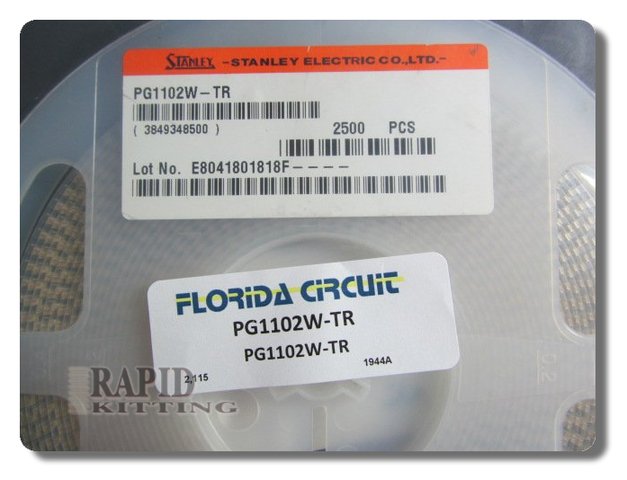 STANLEY -STANLEY ELECTRIC CO.,LTD.-
PG1102W-TR
( 3849348500 )
2500 PCS
Lot No. E8041801818F----
FLORIDA CIRCUIT
PG1102W-TR
PG1102W-TR
2,115 1944A
RAPID
KITTING